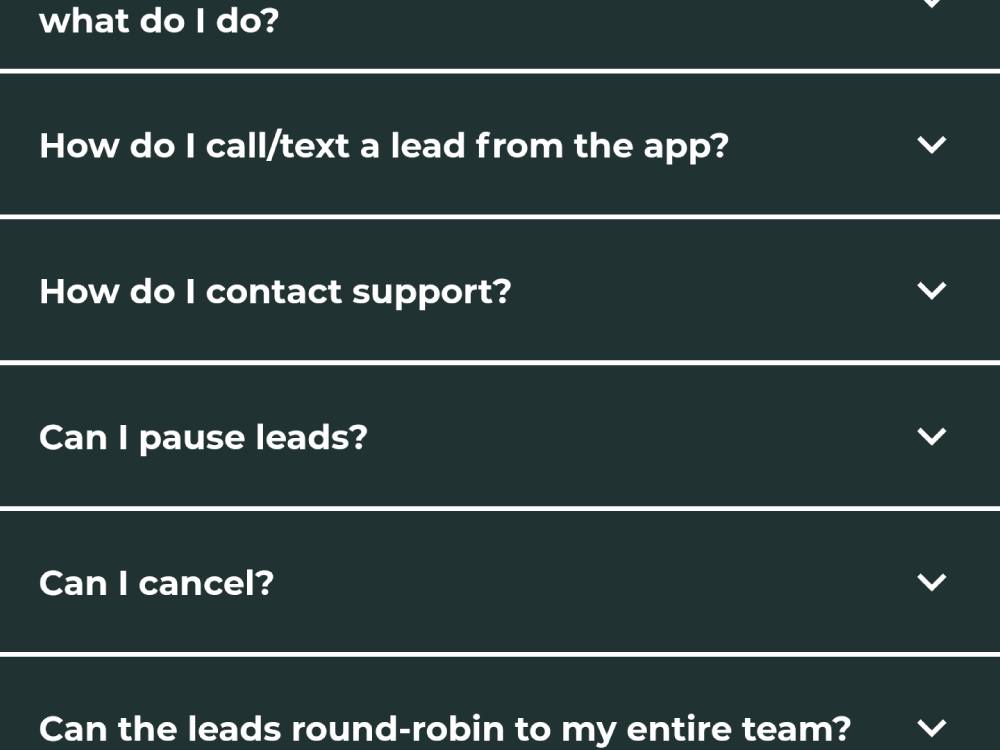 what do I do?
How do I call/text a lead from the app?
How do I contact support?
Can I pause leads?
Can I cancel?
Can the leads round-robin to my entire team?